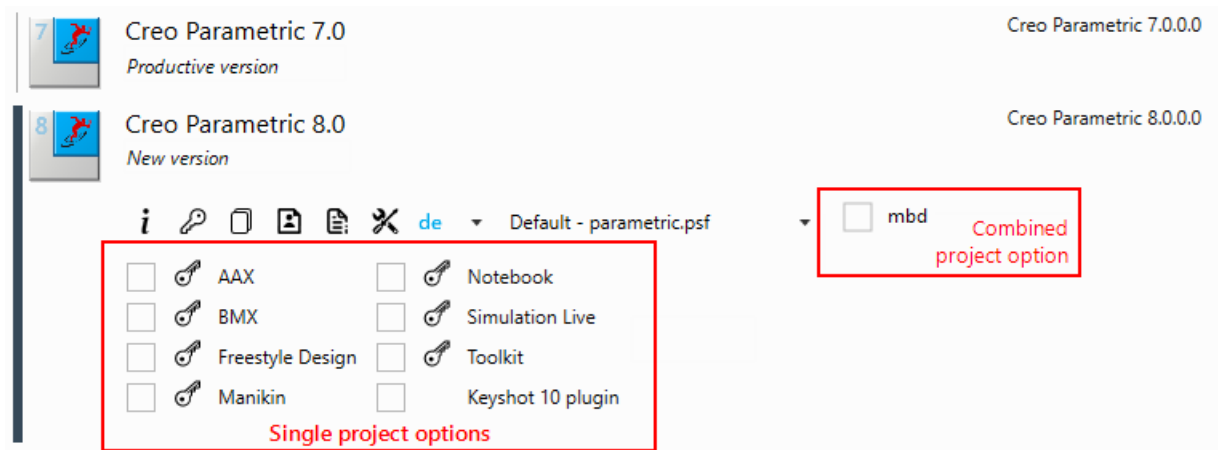 7
Creo Parametric 7.0
Creo Parametric 7.0.0.0
Productive version
8
Creo Parametric 8.0
Creo Parametric 8.0.0.0
New version
i de Default - parametric.psf mbd
Combined
project option
AAX Notebook
BMX Simulation Live
Freestyle Design Toolkit
Manikin Keyshot 10 plugin
Single project options